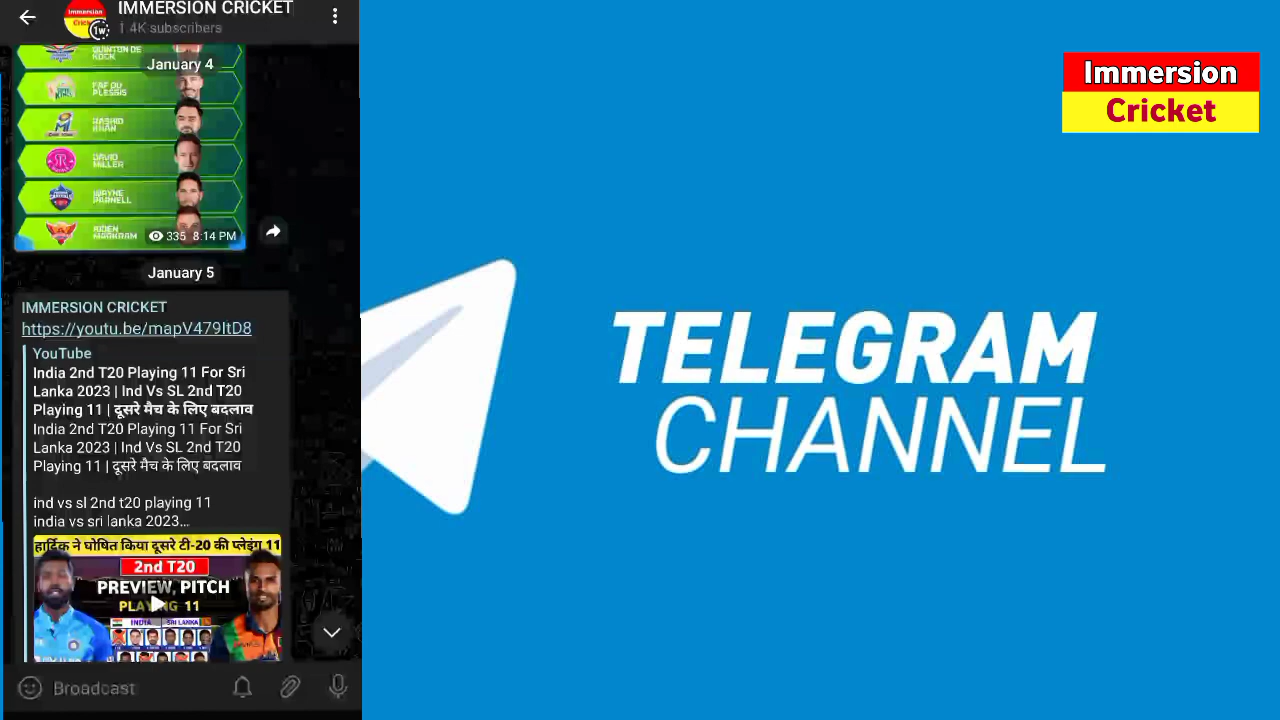 IMMERSION CRICKET
1.4K subscribers
QUINTON DE
KOCK
January 4
FAF DU
PLESSIS
RASHID
KHAN
DAVID
MILLER
WAYNE
PARNELL
AIDEN
MARKRAM
335 8:14 PM
January 5
IMMERSION CRICKET
https://youtu.be/mapV479ltD8
YouTube
India 2nd T20 Playing 11 For Sri
Lanka 2023 | Ind Vs SL 2nd T20
Playing 11 | दूसरे मैच के लिए बदलाव
India 2nd T20 Playing 11 For Sri
Lanka 2023 | Ind Vs SL 2nd T20
Playing 11 | दूसरे मैच के लिए बदलाव
ind vs sl 2nd t20 playing 11
india vs sri lanka 2023...
हार्दिक ने घोषित किया दूसरे टी-20 की प्लेइंग 11
2nd T20
PREVIEW, PITCH
PLAYING 11
INDIA SRI LANKA
Broadcast
Immersion
Cricket
TELEGRAM
CHANNEL